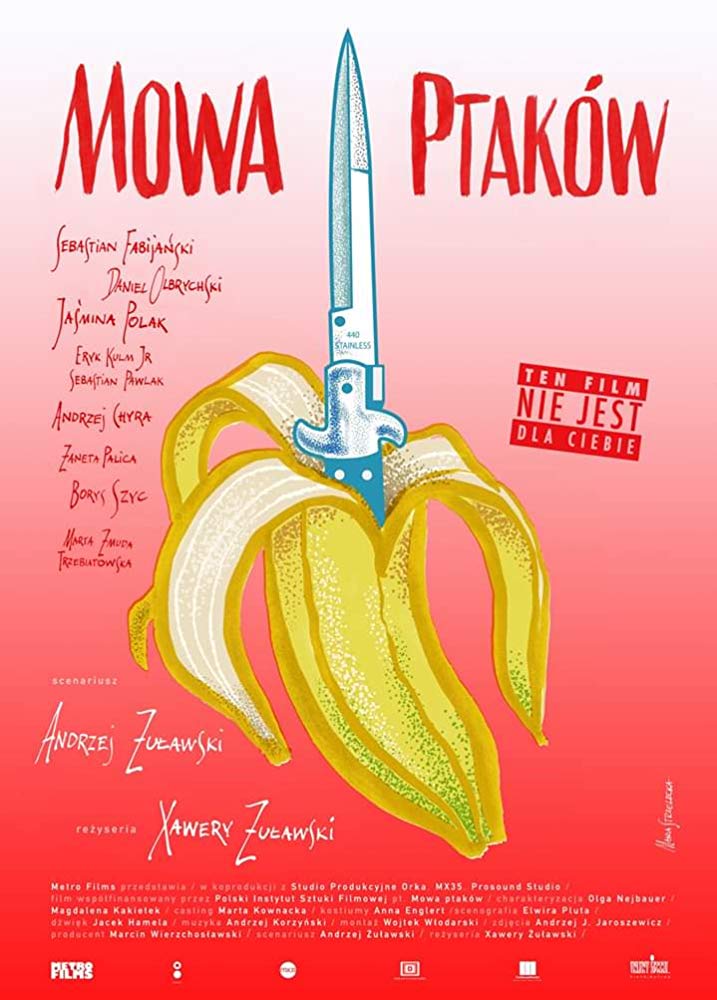 MOWA PTAKÓW
SEBASTIAN FABIJAŃSKI
DANIEL OLBRYCHSKI
JAŚMINA POLAK
ERYK KULM JR
SEBASTIAN PAWLAK
ANDRZEJ CHYRA
ŻANETA PALICA
BORYS SZYC
MARTA ŻMUDA
TRZEBIATOWSKA
440
STAINLESS
TEN FILM
NIE JEST
DLA CIEBIE
scenariusz
ANDRZEJ ŻUŁAWSKI
reżyseria
XAWERY ŻUŁAWSKI
Metro Films przedstawia / w koprodukcji z Studio Produkcyjne Orka, MX35, Prosound Studio /
film współfinansowany przez Polski Instytut Sztuki Filmowej pt. Mowa ptaków / charakteryzacja Olga Nejbauer /
Magdalena Kakietek / casting Marta Kownacka / kostiumy Anna Englert / scenografia Elwira Pluta /
dźwięk Jacek Hamela / muzyka Andrzej Korzyński / montaż Wojtek Włodarski / zdjęcia Andrzej J. Jaroszewicz /
producent Marcin Wierzchosławski / scenariusz Andrzej Żuławski / reżyseria Xawery Żuławski /
METRO
FILMS